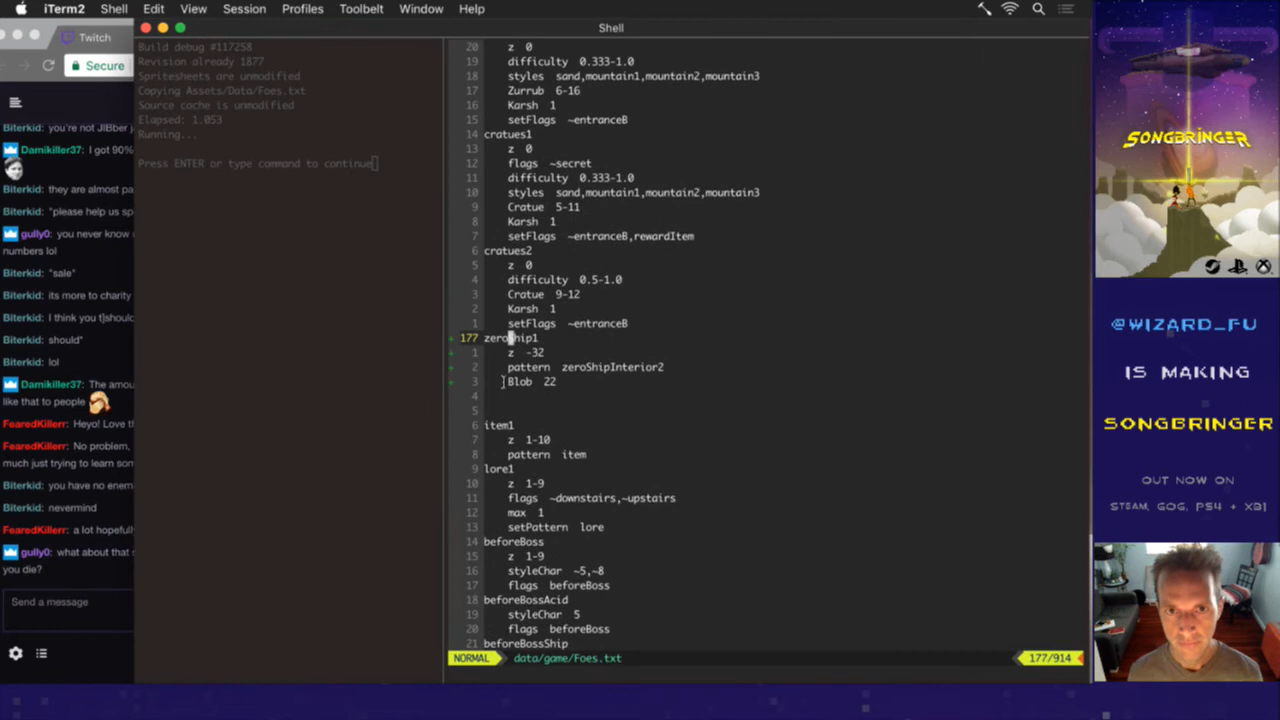 iTerm2 Shell Edit View Session Profiles Toolbelt Window Help
Shell
Twitch
Secure
Biterkid: you're not JIBber j
Damikiller37: I got 90%
Biterkid: they are almost pa
Biterkid: "please help us sp
gully0: you never know
numbers lol
Biterkid: *sale*
Biterkid: its more to charity
Biterkid: I think you t]shoulc
Biterkid: should*
Biterkid: lol
Damikiller37: The amou
like that to people
FearedKillerr: Heyo! Love th
FearedKillerr: No problem,
much just trying to learn som
Biterkid: you have no enem
Biterkid: nevermind
FearedKillerr: a lot hopefull
gully0: what about that s
you die?
Send a message
Build debug #117258
Revision already 1877
Spritesheets are unmodified
Copying Assets/Data/Foes.txt
Source cache is unmodified
Elapsed: 1.053
Running...
Press ENTER or type command to continue
20 z 0
19 difficulty 0.333-1.0
18 styles sand,mountain1,mountain2,mountain3
17 Zurrub 6-16
16 Karsh 1
15 setFlags ~entranceB
14 cratues1
13 z 0
12 flags ~secret
11 difficulty 0.333-1.0
10 styles sand,mountain1,mountain2,mountain3
9 Cratue 5-11
8 Karsh 1
7 setFlags ~entranceB,rewardItem
6 cratues2
5 z 0
4 difficulty 0.5-1.0
3 Cratue 9-12
2 Karsh 1
1 setFlags ~entranceB
+ 177 zeroship1
+ 1 z -32
+ 2 pattern zeroShipInterior2
+ 3 Blob 22
4
5
6 item1
7 z 1-10
8 pattern item
9 lore1
10 z 1-9
11 flags ~downstairs,~upstairs
12 max 1
13 setPattern lore
14 beforeBoss
15 z 1-9
16 styleChar ~5,~8
17 flags beforeBoss
18 beforeBossAcid
19 styleChar 5
20 flags beforeBoss
21 beforeBossShip
NORMAL data/game/Foes.txt 177/914
SONGBRINGER
@WIZARD_FU
IS MAKING
SONGBRINGER
OUT NOW ON
STEAM, GOG, PS4 + XB1